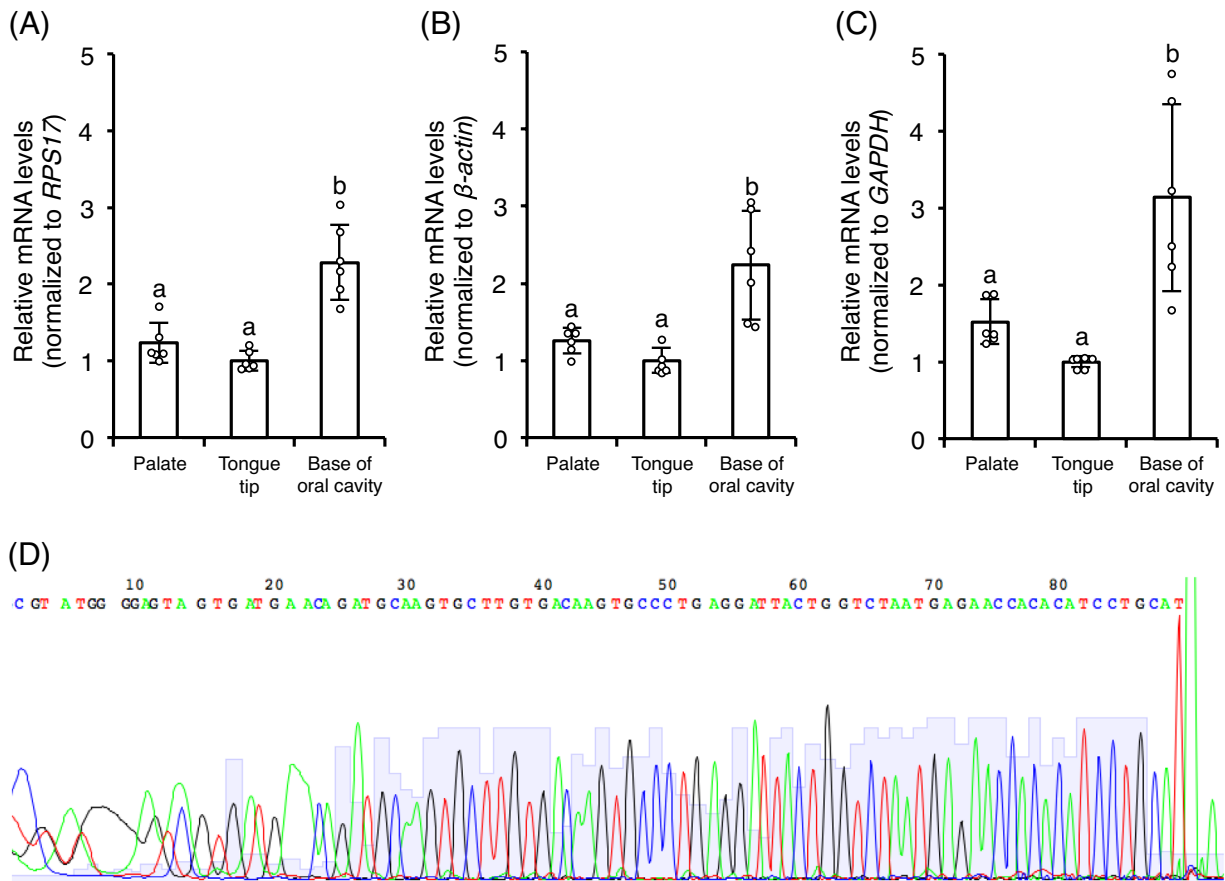 (A)
Relative mRNA levels
(normalized to RPS17)
5
4
3
2
1
0
a
a
b
Palate
Tongue
tip
Base of
oral cavity
(B)
Relative mRNA levels
(normalized to β-actin)
5
4
3
2
1
0
a
a
b
Palate
Tongue
tip
Base of
oral cavity
(C)
Relative mRNA levels
(normalized to GAPDH)
5
4
3
2
1
0
a
a
b
Palate
Tongue
tip
Base of
oral cavity
(D)
10 20 30 40 50 60 70 80
C GT ATGG GGAGTA GTGATGAACAGATGCAAGTGCTTGTGACAAGTGCCCTGAGGATTACTGGTCTAATGAGAACCACACATCCTGCAT